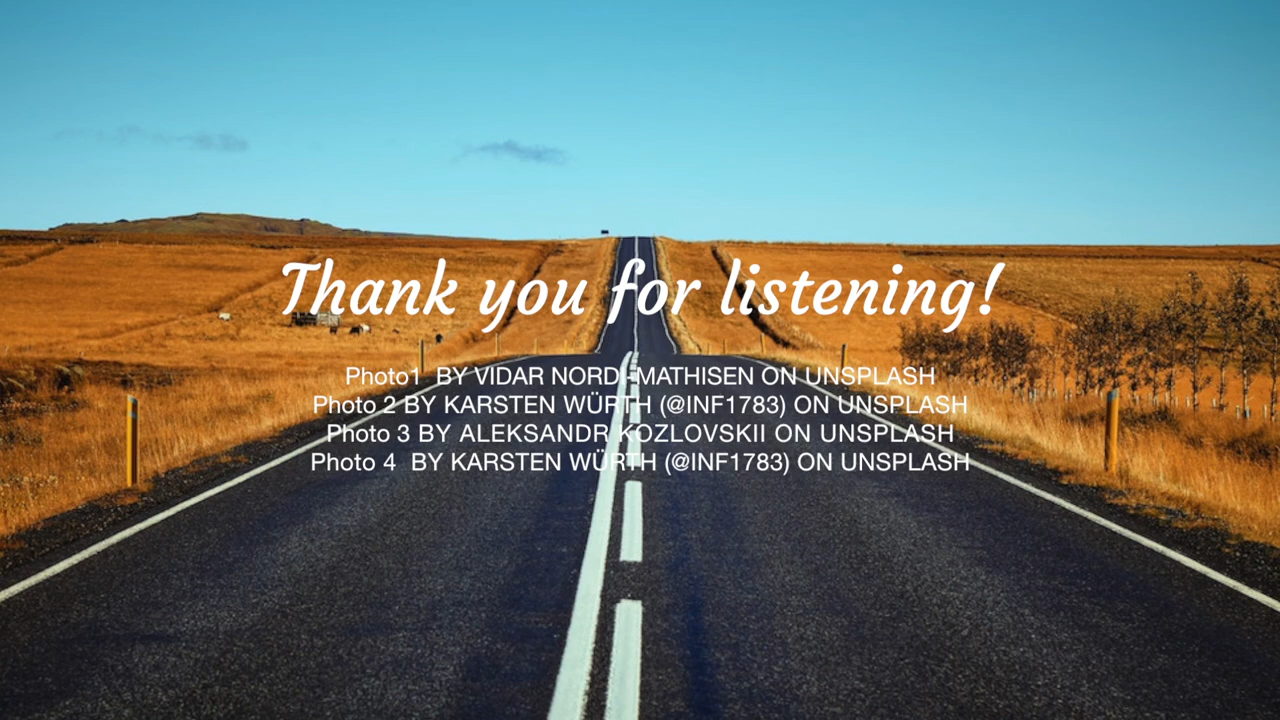 Thank you for listening!
Photo1  BY VIDAR NORDI-MATHISEN ON UNSPLASH
Photo 2 BY KARSTEN WÜRTH (@INF1783) ON UNSPLASH
Photo 3 BY ALEKSANDR KOZLOVSKII ON UNSPLASH
Photo 4  BY KARSTEN WÜRTH (@INF1783) ON UNSPLASH